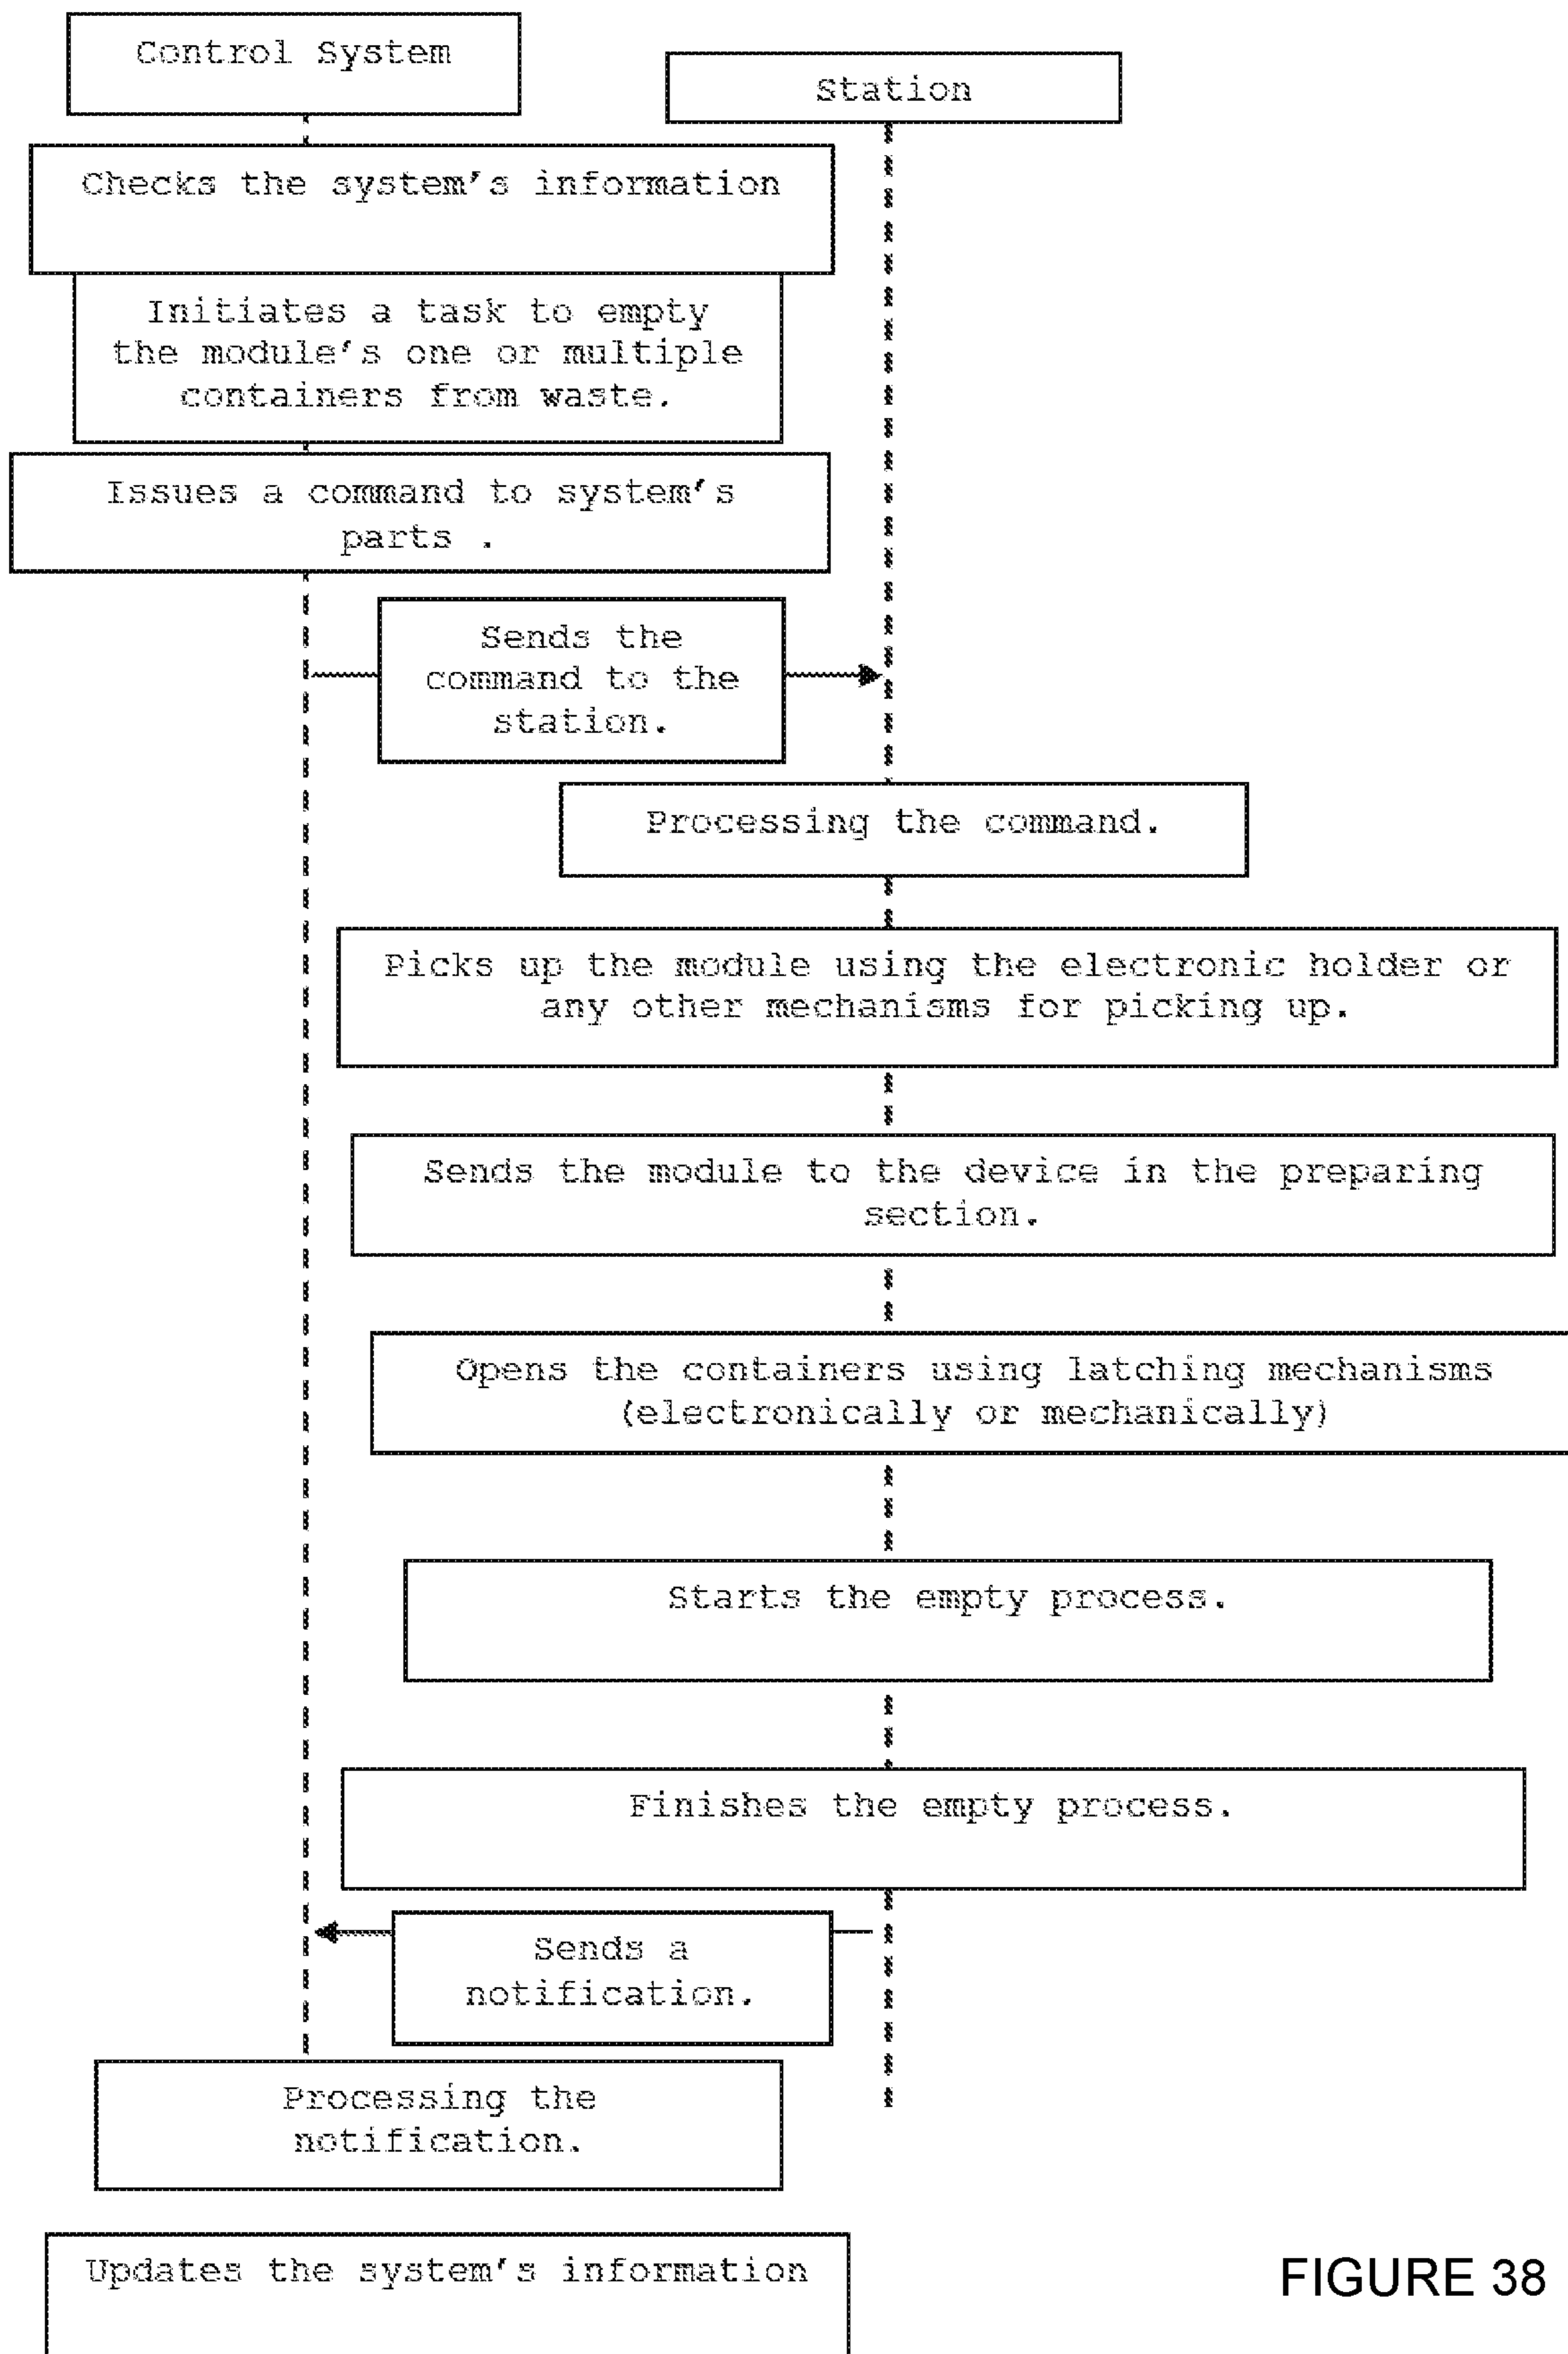 Control System
Station
Checks the system's information
Initiates a task to empty
the module's one or multiple
containers from waste.
Issues a command to system's
parts .
Sends the
command to the
station.
Processing the command.
Picks up the module using the electronic holder or
any other mechanisms for picking up.
Sends the module to the device in the preparing
section.
Opens the containers using latching mechanisms
(electronically or mechanically)
Starts the empty process.
Finishes the empty process.
Sends a
notification.
Processing the
notification.
Updates the system's information
FIGURE 38